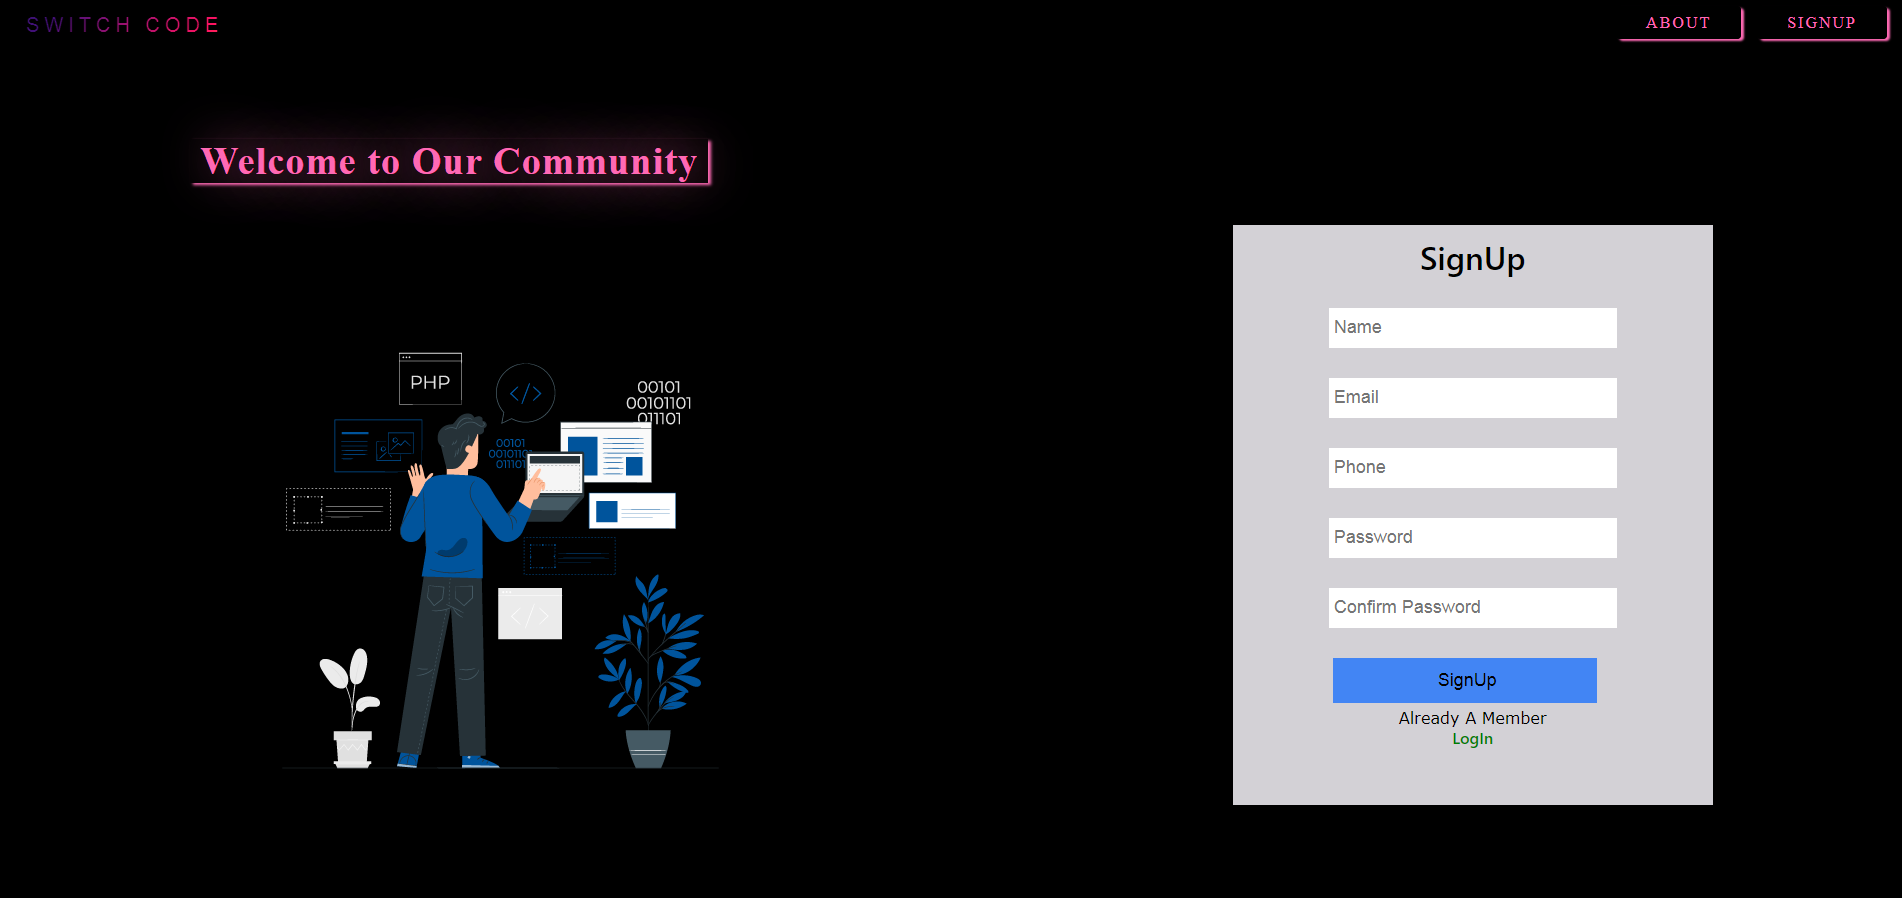 SWITCH CODE
ABOUT
SIGNUP
Welcome to Our Community
PHP
</>
00101
00101101
011101
00101
0010110
011101
</>
SignUp
Name
Email
Phone
Password
Confirm Password
SignUp
Already A Member
LogIn